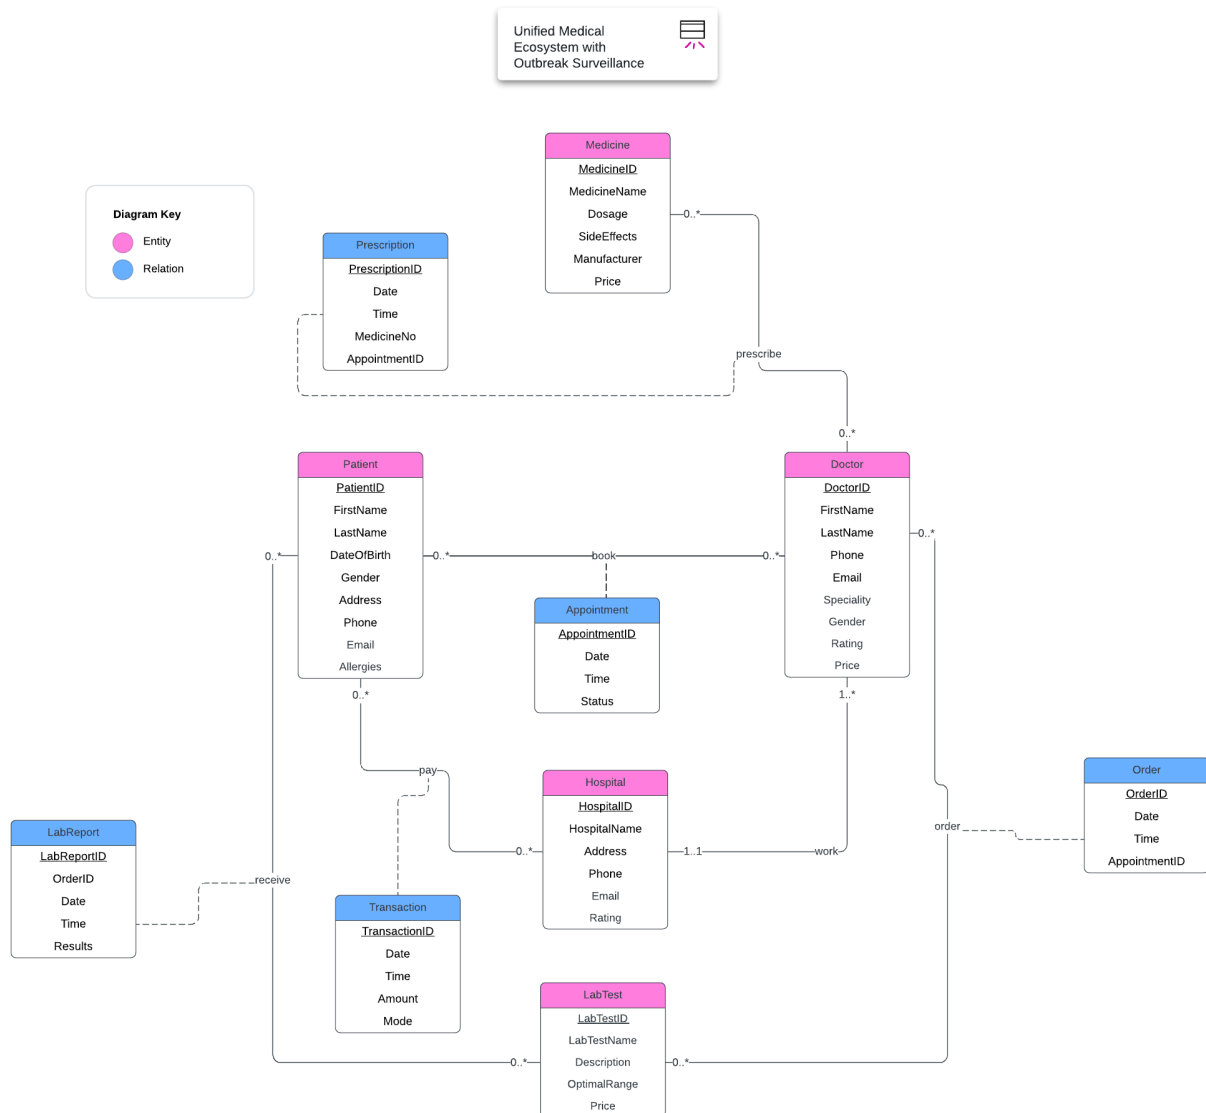 Unified Medical
Ecosystem with
Outbreak Surveillance
Diagram Key
Entity
Relation
Medicine
MedicineID
MedicineName
Dosage
SideEffects
Manufacturer
Price
0..*
Prescription
PrescriptionID
Date
Time
MedicineNo
AppointmentID
prescribe
0..*
Patient
PatientID
FirstName
LastName
DateOfBirth
Gender
Address
Phone
Email
Allergies
0..*
0..*
book
0..*
Doctor
DoctorID
FirstName
LastName
Phone
Email
Speciality
Gender
Rating
Price
0..*
Appointment
AppointmentID
Date
Time
Status
0..*
1..*
pay
Hospital
HospitalID
HospitalName
Address
Phone
Email
Rating
0..*
1..1
work
Order
OrderID
Date
Time
AppointmentID
order
LabReport
LabReportID
OrderID
Date
Time
Results
receive
Transaction
TransactionID
Date
Time
Amount
Mode
LabTest
LabTestID
LabTestName
Description
OptimalRange
Price
0..*
0..*